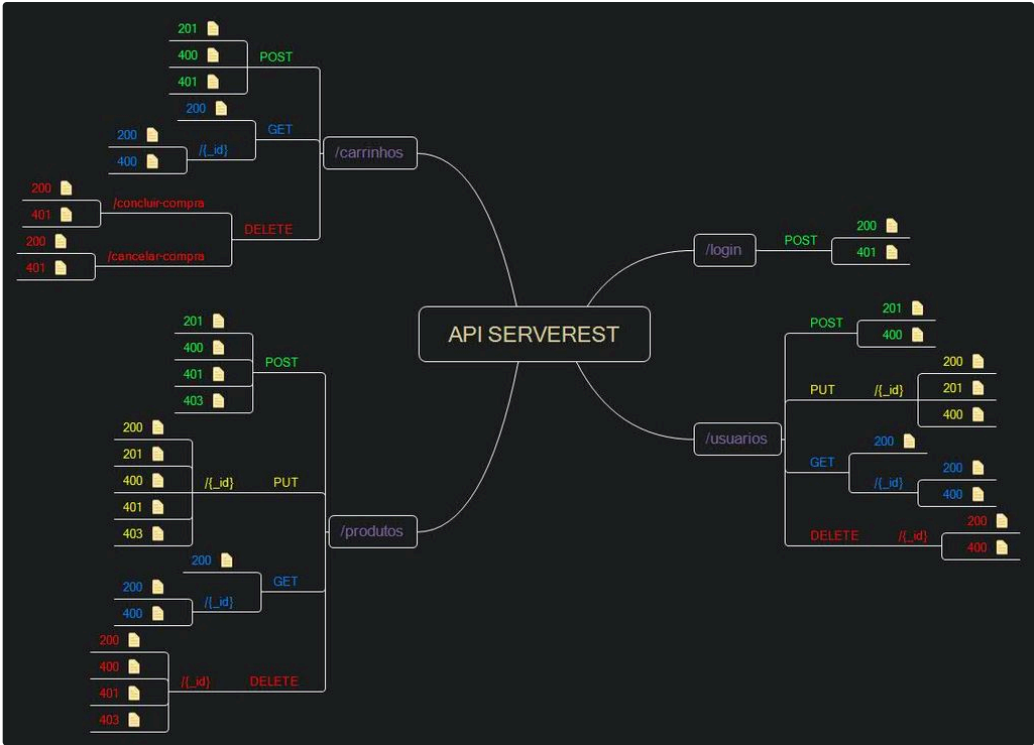 API SERVEREST
/carrinhos
POST
201
400
401
GET
200
/{_id}
200
400
DELETE
/concluir-compra
200
401
/cancelar-compra
200
401
/produtos
POST
201
400
401
403
PUT
/{_id}
200
201
400
401
403
GET
200
/{_id}
200
400
DELETE
/{_id}
200
400
401
403
/login
POST
200
401
/usuarios
POST
201
400
PUT
/{_id}
200
201
400
GET
200
/{_id}
200
400
DELETE
/{_id}
200
400